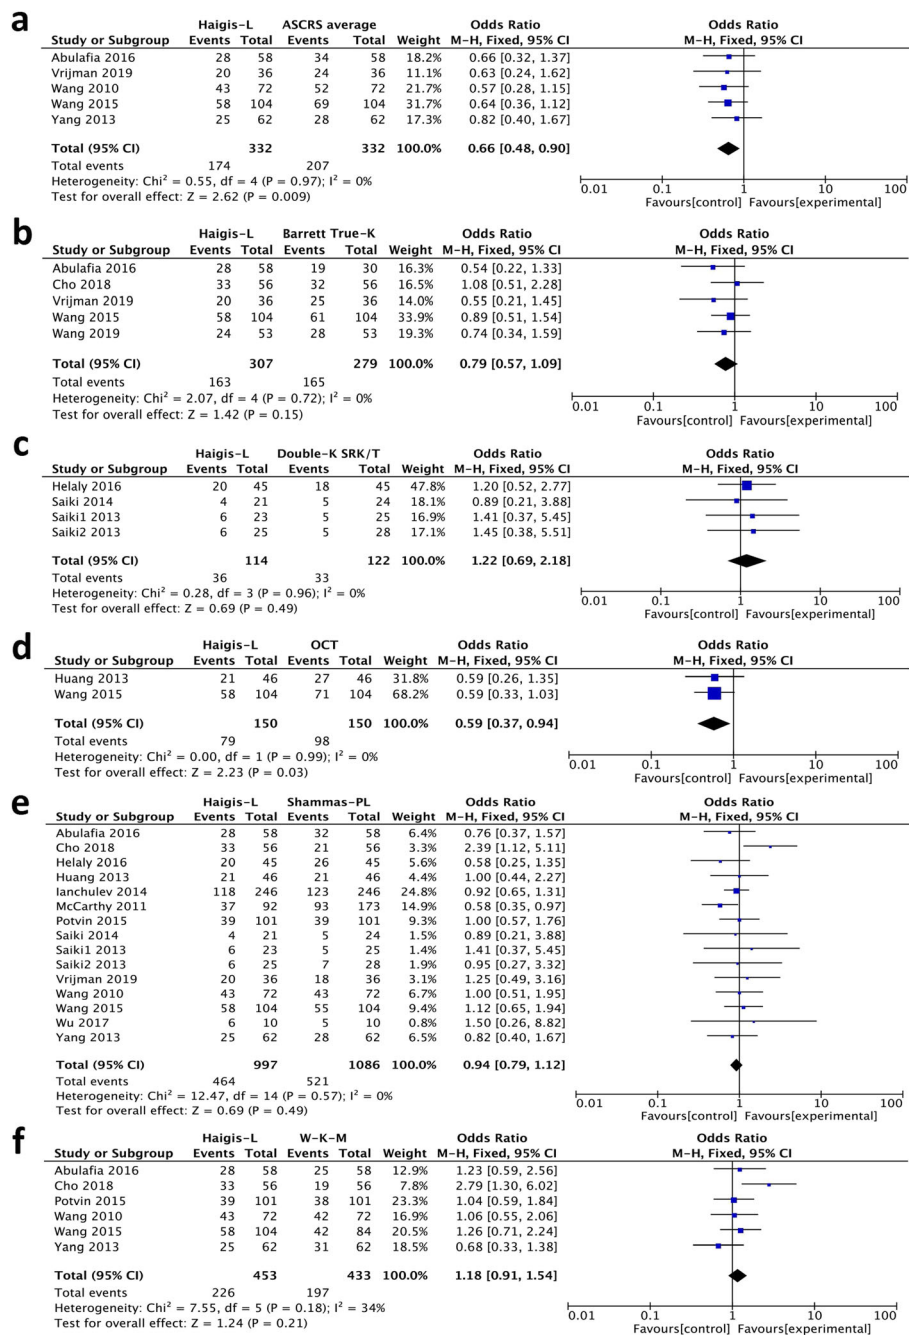 a
Haigis-L ASCRS average Odds Ratio Odds Ratio
Study or Subgroup Events Total Events Total Weight M-H, Fixed, 95% CI M-H, Fixed, 95% CI
Abulafia 2016 28 58 34 58 18.2% 0.66 [0.32, 1.37]
Vrijman 2019 20 36 24 36 11.1% 0.63 [0.24, 1.62]
Wang 2010 43 72 52 72 21.7% 0.57 [0.28, 1.15]
Wang 2015 58 104 69 104 31.7% 0.64 [0.36, 1.12]
Yang 2013 25 62 28 62 17.3% 0.82 [0.40, 1.67]
Total (95% CI) 332 332 100.0% 0.66 [0.48, 0.90]
Total events 174 207
Heterogeneity: Chi² = 0.55, df = 4 (P = 0.97); I² = 0%
Test for overall effect: Z = 2.62 (P = 0.009)
0.01 0.1 1 10 100
Favours[control] Favours[experimental]
b
Haigis-L Barrett True-K Odds Ratio Odds Ratio
Study or Subgroup Events Total Events Total Weight M-H, Fixed, 95% CI M-H, Fixed, 95% CI
Abulafia 2016 28 58 19 30 16.3% 0.54 [0.22, 1.33]
Cho 2018 33 56 32 56 16.5% 1.08 [0.51, 2.28]
Vrijman 2019 20 36 25 36 14.0% 0.55 [0.21, 1.45]
Wang 2015 58 104 61 104 33.9% 0.89 [0.51, 1.54]
Wang 2019 24 53 28 53 19.3% 0.74 [0.34, 1.59]
Total (95% CI) 307 279 100.0% 0.79 [0.57, 1.09]
Total events 163 165
Heterogeneity: Chi² = 2.07, df = 4 (P = 0.72); I² = 0%
Test for overall effect: Z = 1.42 (P = 0.15)
0.01 0.1 1 10 100
Favours[control] Favours[experimental]
c
Haigis-L Double-K SRK/T Odds Ratio Odds Ratio
Study or Subgroup Events Total Events Total Weight M-H, Fixed, 95% CI M-H, Fixed, 95% CI
Helaly 2016 20 45 18 45 47.8% 1.20 [0.52, 2.77]
Saiki 2014 4 21 5 24 18.1% 0.89 [0.21, 3.88]
Saiki1 2013 6 23 5 25 16.9% 1.41 [0.37, 5.45]
Saiki2 2013 6 25 5 28 17.1% 1.45 [0.38, 5.51]
Total (95% CI) 114 122 100.0% 1.22 [0.69, 2.18]
Total events 36 33
Heterogeneity: Chi² = 0.28, df = 3 (P = 0.96); I² = 0%
Test for overall effect: Z = 0.69 (P = 0.49)
0.01 0.1 1 10 100
Favours[control] Favours[experimental]
d
Haigis-L OCT Odds Ratio Odds Ratio
Study or Subgroup Events Total Events Total Weight M-H, Fixed, 95% CI M-H, Fixed, 95% CI
Huang 2013 21 46 27 46 31.8% 0.59 [0.26, 1.35]
Wang 2015 58 104 71 104 68.2% 0.59 [0.33, 1.03]
Total (95% CI) 150 150 100.0% 0.59 [0.37, 0.94]
Total events 79 98
Heterogeneity: Chi² = 0.00, df = 1 (P = 0.99); I² = 0%
Test for overall effect: Z = 2.23 (P = 0.03)
0.01 0.1 1 10 100
Favours[control] Favours[experimental]
e
Haigis-L Shammas-PL Odds Ratio Odds Ratio
Study or Subgroup Events Total Events Total Weight M-H, Fixed, 95% CI M-H, Fixed, 95% CI
Abulafia 2016 28 58 32 58 6.4% 0.76 [0.37, 1.57]
Cho 2018 33 56 21 56 3.3% 2.39 [1.12, 5.11]
Helaly 2016 20 45 26 45 5.6% 0.58 [0.25, 1.35]
Huang 2013 21 46 21 46 4.4% 1.00 [0.44, 2.27]
Ianchulev 2014 118 246 123 246 24.8% 0.92 [0.65, 1.31]
McCarthy 2011 37 92 93 173 14.9% 0.58 [0.35, 0.97]
Potvin 2015 39 101 39 101 9.3% 1.00 [0.57, 1.76]
Saiki 2014 4 21 5 24 1.5% 0.89 [0.21, 3.88]
Saiki1 2013 6 23 5 25 1.4% 1.41 [0.37, 5.45]
Saiki2 2013 6 25 7 28 1.9% 0.95 [0.27, 3.32]
Vrijman 2019 20 36 18 36 3.1% 1.25 [0.49, 3.16]
Wang 2010 43 72 43 72 6.7% 1.00 [0.51, 1.95]
Wang 2015 58 104 55 104 9.4% 1.12 [0.65, 1.94]
Wu 2017 6 10 5 10 0.8% 1.50 [0.26, 8.82]
Yang 2013 25 62 28 62 6.5% 0.82 [0.40, 1.67]
Total (95% CI) 997 1086 100.0% 0.94 [0.79, 1.12]
Total events 464 521
Heterogeneity: Chi² = 12.47, df = 14 (P = 0.57); I² = 0%
Test for overall effect: Z = 0.69 (P = 0.49)
0.01 0.1 1 10 100
Favours[control] Favours[experimental]
f
Haigis-L W-K-M Odds Ratio Odds Ratio
Study or Subgroup Events Total Events Total Weight M-H, Fixed, 95% CI M-H, Fixed, 95% CI
Abulafia 2016 28 58 25 58 12.9% 1.23 [0.59, 2.56]
Cho 2018 33 56 19 56 7.8% 2.79 [1.30, 6.02]
Potvin 2015 39 101 38 101 23.3% 1.04 [0.59, 1.84]
Wang 2010 43 72 42 72 16.9% 1.06 [0.55, 2.06]
Wang 2015 58 104 42 84 20.5% 1.26 [0.71, 2.24]
Yang 2013 25 62 31 62 18.5% 0.68 [0.33, 1.38]
Total (95% CI) 453 433 100.0% 1.18 [0.91, 1.54]
Total events 226 197
Heterogeneity: Chi² = 7.55, df = 5 (P = 0.18); I² = 34%
Test for overall effect: Z = 1.24 (P = 0.21)
0.01 0.1 1 10 100
Favours[control] Favours[experimental]